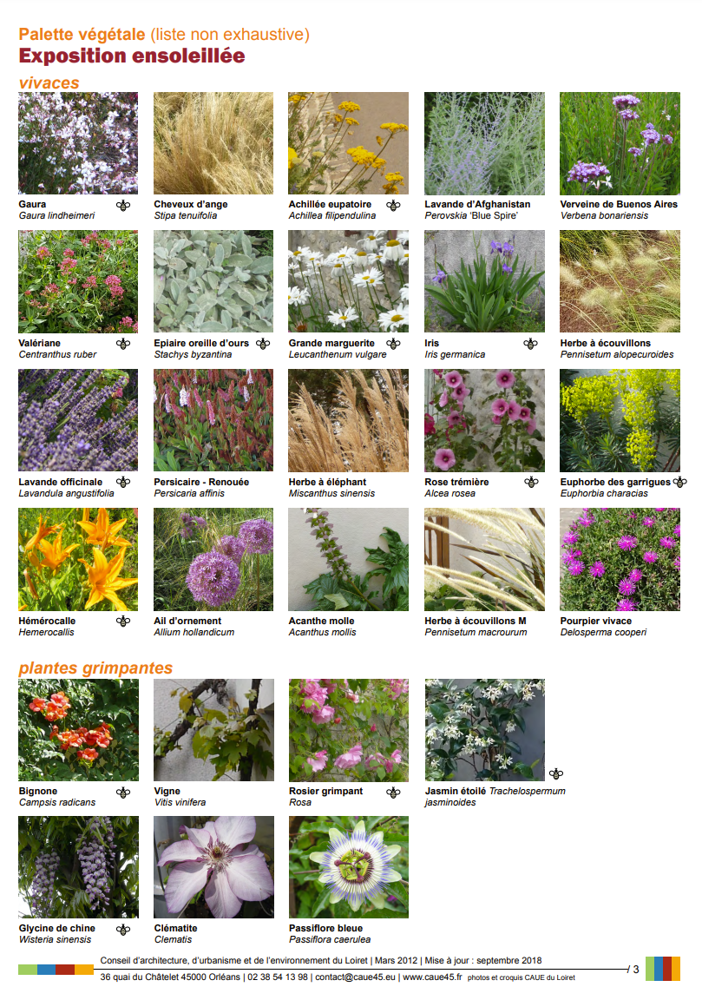 Palette végétale (liste non exhaustive)
Exposition ensoleillée
vivaces
Gaura
Gaura lindheimeri
Cheveux d'ange
Stipa tenuifolia
Achillée eupatoire
Achillea filipendulina
Lavande d'Afghanistan
Perovskia 'Blue Spire'
Verveine de Buenos Aires
Verbena bonariensis
Valériane
Centranthus ruber
Epiaire oreille d'ours
Stachys byzantina
Grande marguerite
Leucanthenum vulgare
Iris
Iris germanica
Herbe à écouvillons
Pennisetum alopecuroides
Lavande officinale
Lavandula angustifolia
Persicaire - Renouée
Persicaria affinis
Herbe à éléphant
Miscanthus sinensis
Rose trémière
Alcea rosea
Euphorbe des garrigues
Euphorbia characias
Hémérocalle
Hemerocallis
Ail d'ornement
Allium hollandicum
Acanthe molle
Acanthus mollis
Herbe à écouvillons M
Pennisetum macrourum
Pourpier vivace
Delosperma cooperi
plantes grimpantes
Bignone
Campsis radicans
Vigne
Vitis vinifera
Rosier grimpant
Rosa
Jasmin étoilé Trachelospermum
jasminoides
Glycine de chine
Wisteria sinensis
Clématite
Clematis
Passiflore bleue
Passiflora caerulea
Conseil d'architecture, d'urbanisme et de l'environnement du Loiret | Mars 2012 | Mise à jour : septembre 2018
36 quai du Châtelet 45000 Orléans | 02 38 54 13 98 | contact@caue45.eu | www.caue45.fr photos et croquis CAUE du Loiret
/ 3